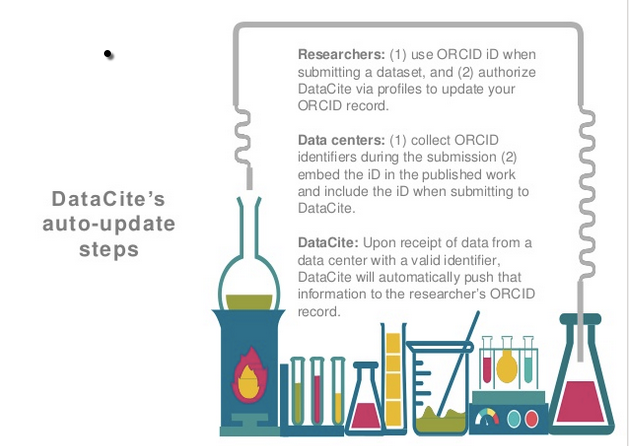 DataCite's
auto-update
steps
Researchers: (1) use ORCID iD when
submitting a dataset, and (2) authorize
DataCite via profiles to update your
ORCID record.
Data centers: (1) collect ORCID
identifiers during the submission (2)
embed the iD in the published work
and include the iD when submitting to
DataCite.
DataCite: Upon receipt of data from a
data center with a valid identifier,
DataCite will automatically push that
information to the researcher's ORCID
record.